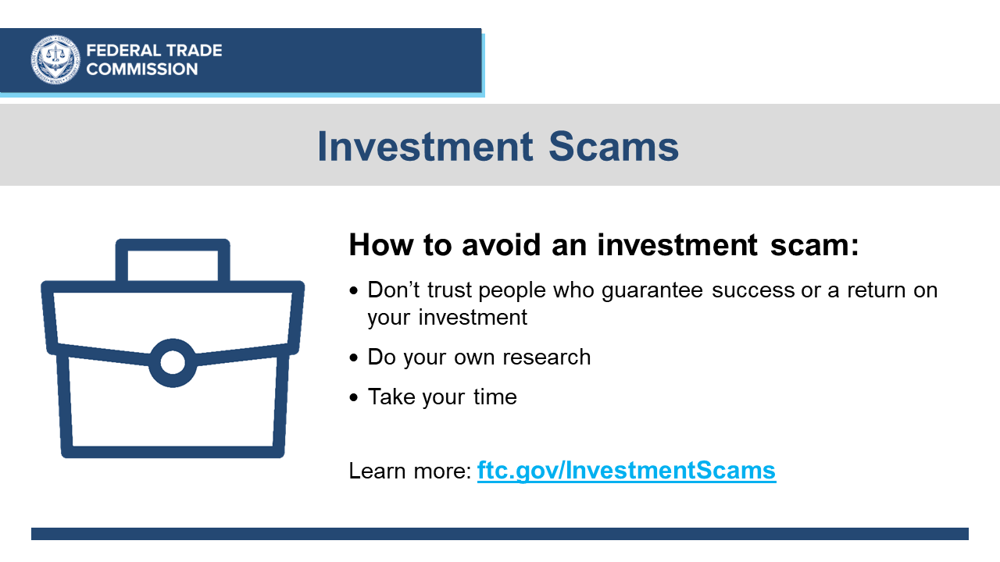 FEDERAL TRADE
COMMISSION
Investment Scams
How to avoid an investment scam:
• Don’t trust people who guarantee success or a return on
your investment
• Do your own research
• Take your time
Learn more: ftc.gov/InvestmentScams